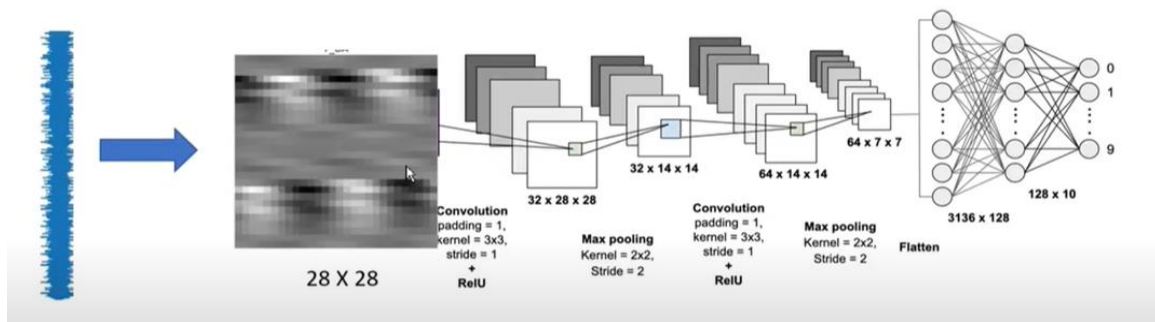 28 X 28
32 x 28 x 28
32 x 14 x 14
64 x 14 x 14
64 x 7 x 7
3136 x 128
128 x 10
0
1
9
Convolution
padding = 1,
kernel = 3x3,
stride = 1
+
RelU
Max pooling
Kernel = 2x2,
Stride = 2
Convolution
padding = 1,
kernel = 3x3,
stride = 1
+
ReLU
Max pooling
Kernel = 2x2,
Stride = 2
Flatten